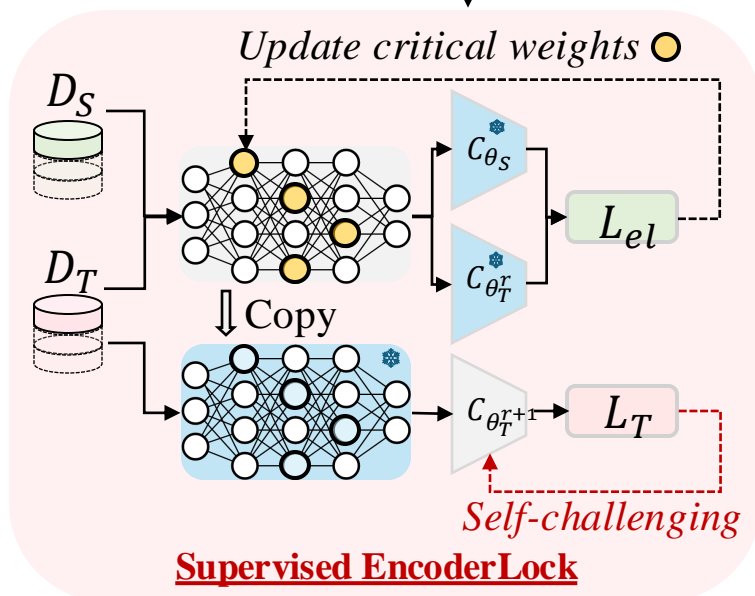 Update critical weights
D_S
C_{θ_S}
L_{el}
D_T
C_{θ_T^r}
Copy
C_{θ_T^{r+1}}
L_T
Self-challenging
Supervised EncoderLock